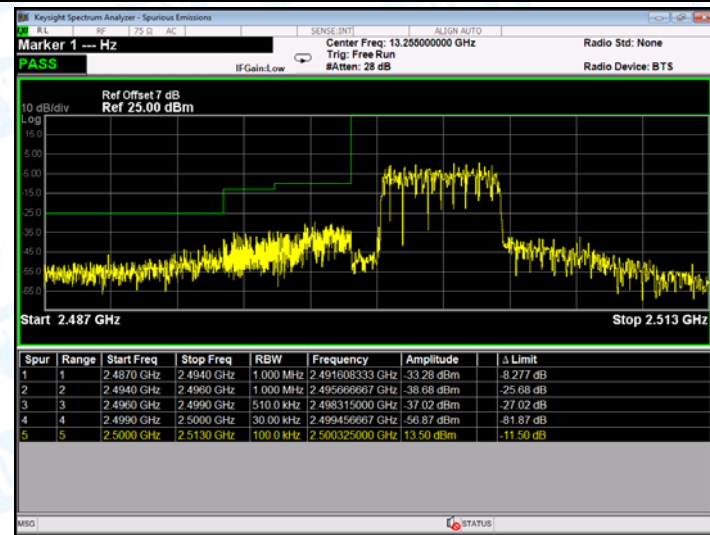 Keysight Spectrum Analyzer - Spurious Emissions
RL RF 75 Ω AC SENSE:INT ALIGN AUTO
Marker 1 --- Hz
PASS
IFGain:Low
Center Freq: 13.255000000 GHz
Trig: Free Run
#Atten: 28 dB
Radio Std: None
Radio Device: BTS
Ref Offset 7 dB
10 dB/div Ref 25.00 dBm
Log
15.0
5.00
-5.00
-15.0
-25.0
-35.0
-45.0
-55.0
-65.0
Start 2.487 GHz Stop 2.513 GHz
Spur Range Start Freq Stop Freq RBW Frequency Amplitude Δ Limit
1 1 2.4870 GHz 2.4940 GHz 1.000 MHz 2.491608333 GHz -33.28 dBm -8.277 dB
2 2 2.4940 GHz 2.4960 GHz 1.000 MHz 2.495666667 GHz -38.68 dBm -25.68 dB
3 3 2.4960 GHz 2.4990 GHz 510.0 kHz 2.498315000 GHz -37.02 dBm -27.02 dB
4 4 2.4990 GHz 2.5000 GHz 30.00 kHz 2.499456667 GHz -56.87 dBm -81.87 dB
5 5 2.5000 GHz 2.5130 GHz 100.0 kHz 2.500325000 GHz 13.50 dBm -11.50 dB
MSG STATUS